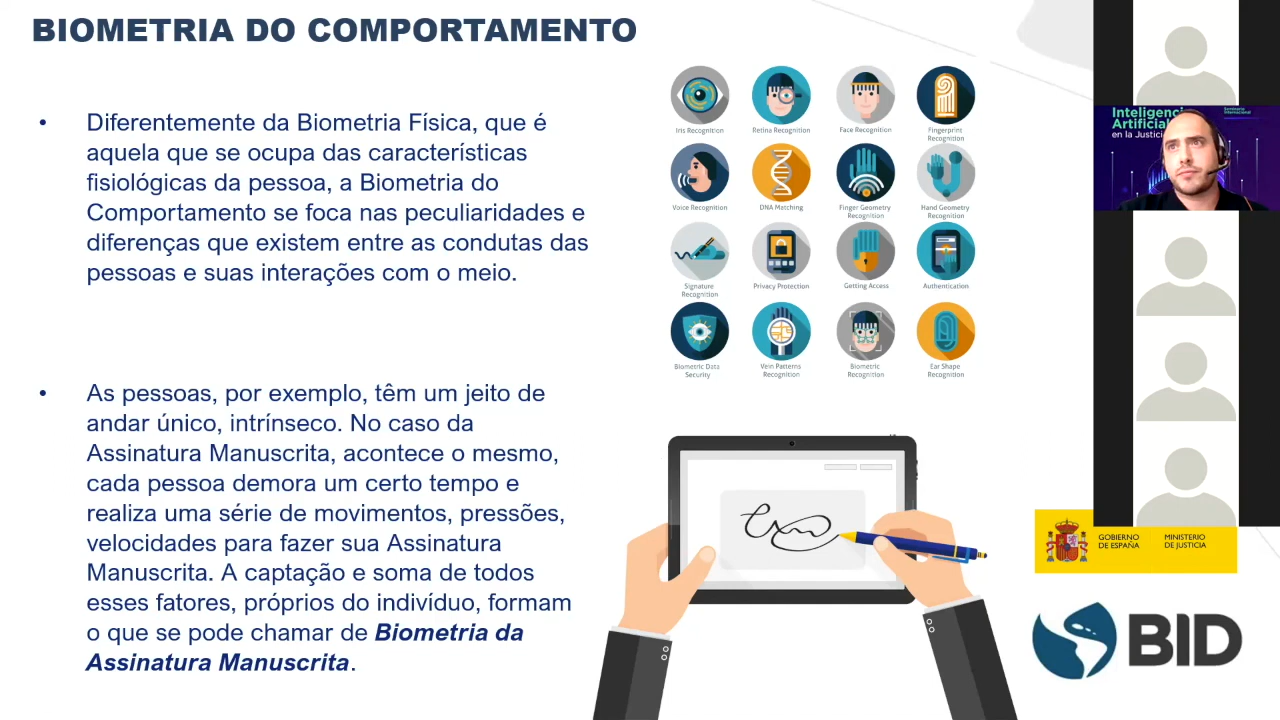 BIOMETRIA DO COMPORTAMENTO
• Diferentemente da Biometria Física, que é
aquela que se ocupa das características
fisiológicas da pessoa, a Biometria do
Comportamento se foca nas peculiaridades e
diferenças que existem entre as condutas das
pessoas e suas interações com o meio.
• As pessoas, por exemplo, têm um jeito de
andar único, intrínseco. No caso da
Assinatura Manuscrita, acontece o mesmo,
cada pessoa demora um certo tempo e
realiza uma série de movimentos, pressões,
velocidades para fazer sua Assinatura
Manuscrita. A captação e soma de todos
esses fatores, próprios do indivíduo, formam
o que se pode chamar de Biometria da
Assinatura Manuscrita.
Iris Recognition
Retina Recognition
Face Recognition
Fingerprint
Recognition
Voice Recognition
DNA Matching
Finger Geometry
Recognition
Hand Geometry
Recognition
Signature
Recognition
Privacy Protection
Getting Access
Authentication
Biometric Data
Security
Vein Patterns
Recognition
Biometric
Recognition
Ear Shape
Recognition
Inteligenci
Artificial
en la Justici
Seminario
Internacional
GOBIERNO
DE ESPAÑA
MINISTERIO
DE JUSTICIA
BID